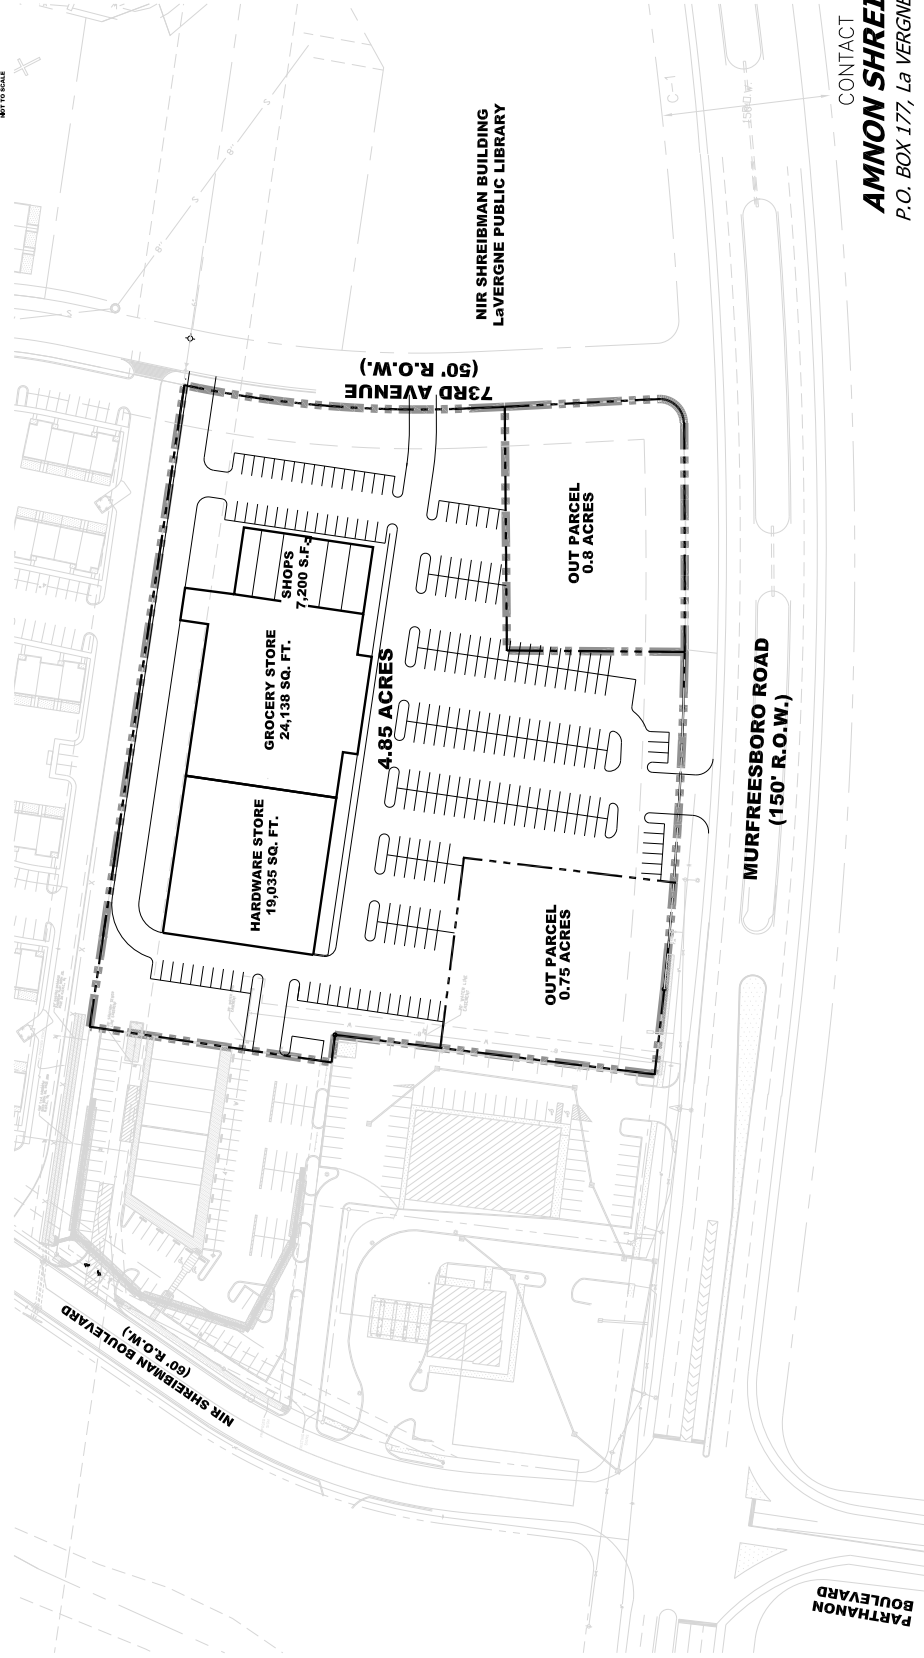 NOT TO SCALE
CONTACT
AMNON SHREI
P.O. BOX 177, La VERGNE
C-1
NIR SHREIBMAN BUILDING
LaVERGNE PUBLIC LIBRARY
73RD AVENUE
(50' R.O.W.)
OUT PARCEL
0.8 ACRES
SHOPS
7,200 S.F.
GROCERY STORE
24,138 SQ. FT.
4.85 ACRES
HARDWARE STORE
19,035 SQ. FT.
MURFREESBORO ROAD
(150' R.O.W.)
OUT PARCEL
0.75 ACRES
NIR SHREIBMAN BOULEVARD
(60' R.O.W.)
PARTHANON
BOULEVARD